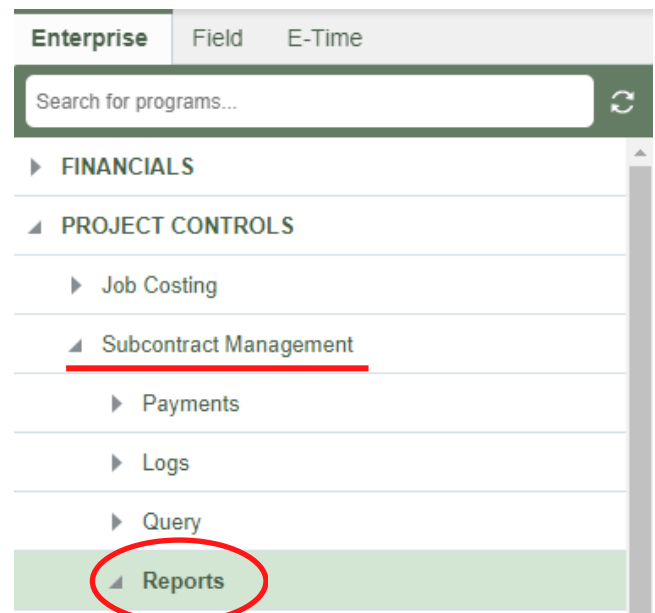 Enterprise Field E-Time
Search for programs...
FINANCIALS
PROJECT CONTROLS
Job Costing
Subcontract Management
Payments
Logs
Query
Reports